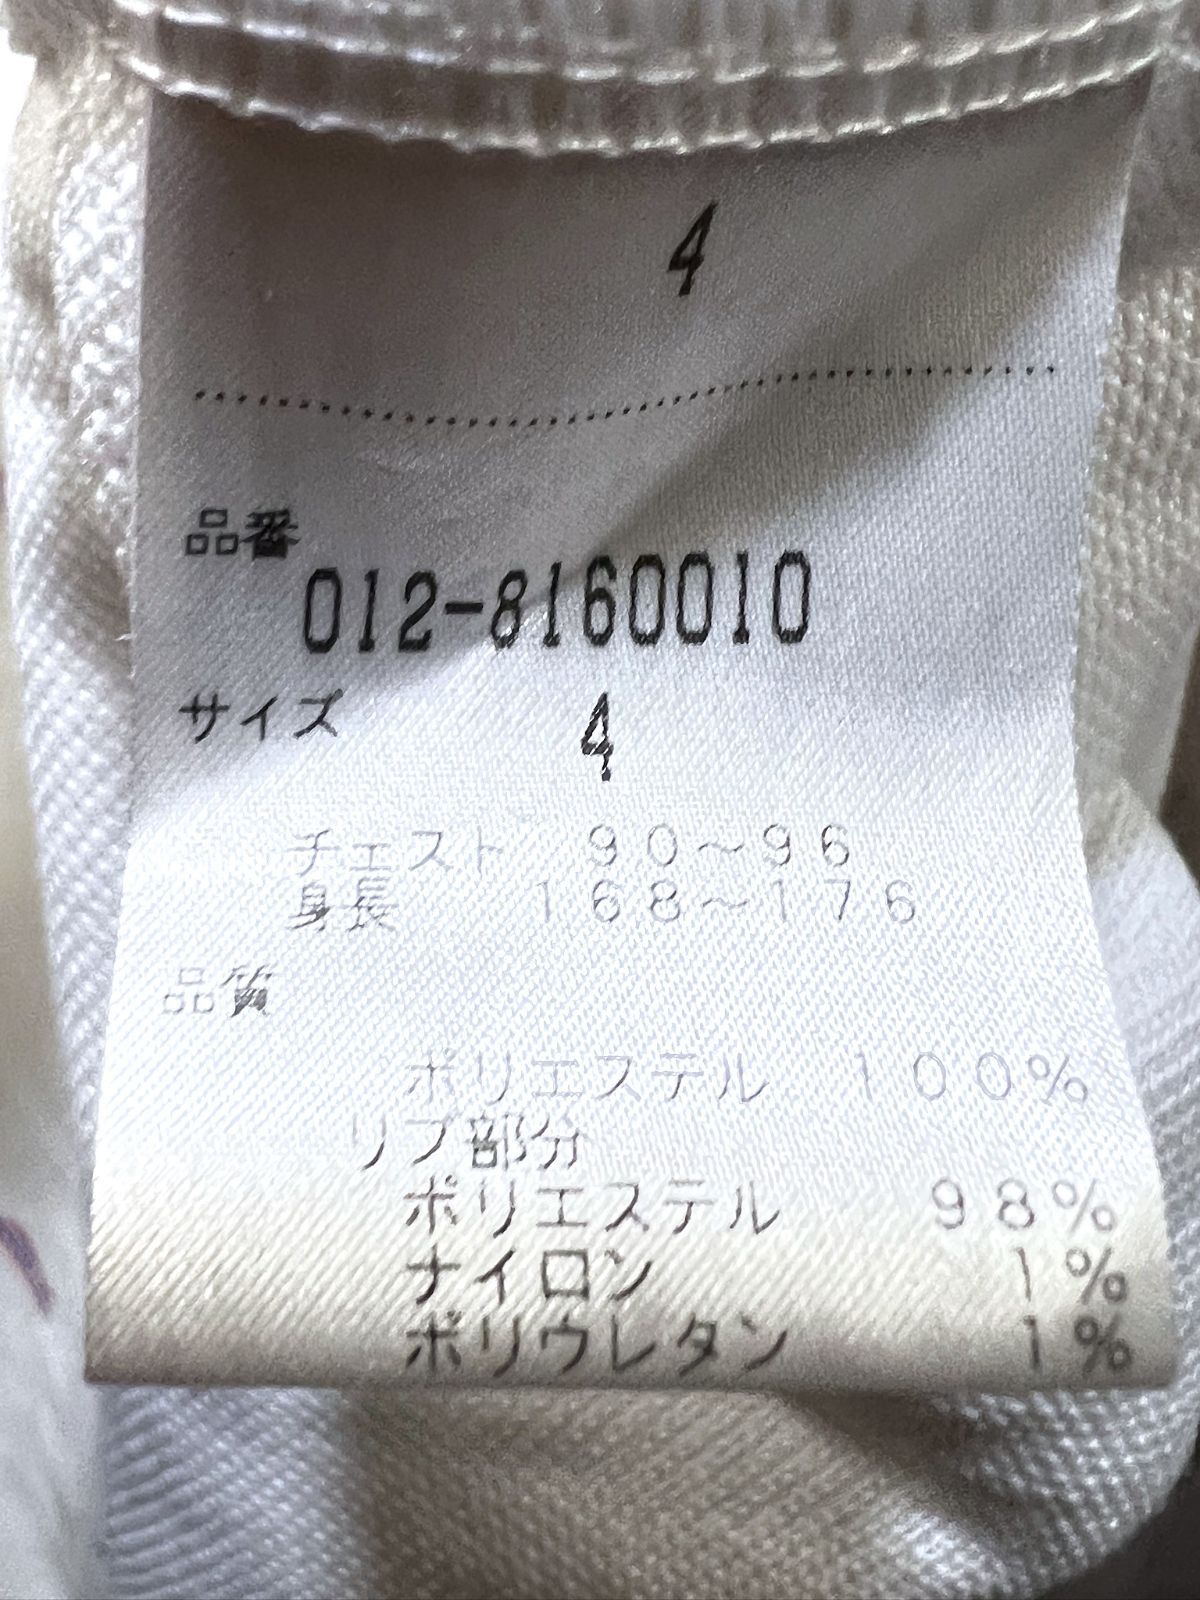 4
品番
012-8160010
サイズ 4
チェスト 90～96
身長 168～176
品質
ポリエステル 100%
リブ部分
ポリエステル 98%
ナイロン 1%
ポリウレタン 1%